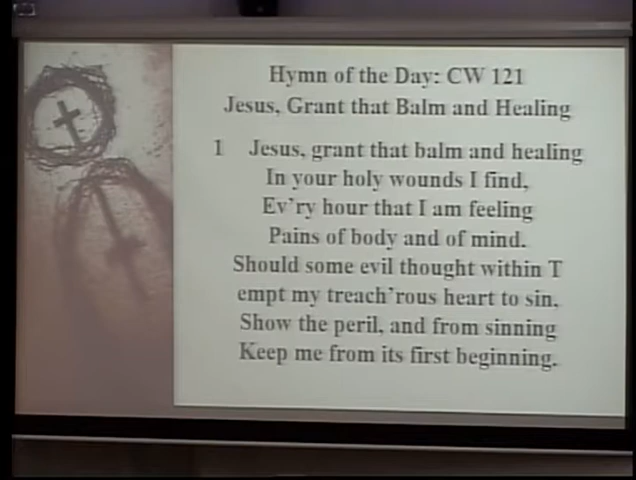 Hymn of the Day: CW 121
Jesus, Grant that Balm and Healing
1 Jesus, grant that balm and healing
In your holy wounds I find,
Ev'ry hour that I am feeling
Pains of body and of mind.
Should some evil thought within T
empt my treach'rous heart to sin,
Show the peril, and from sinning
Keep me from its first beginning.